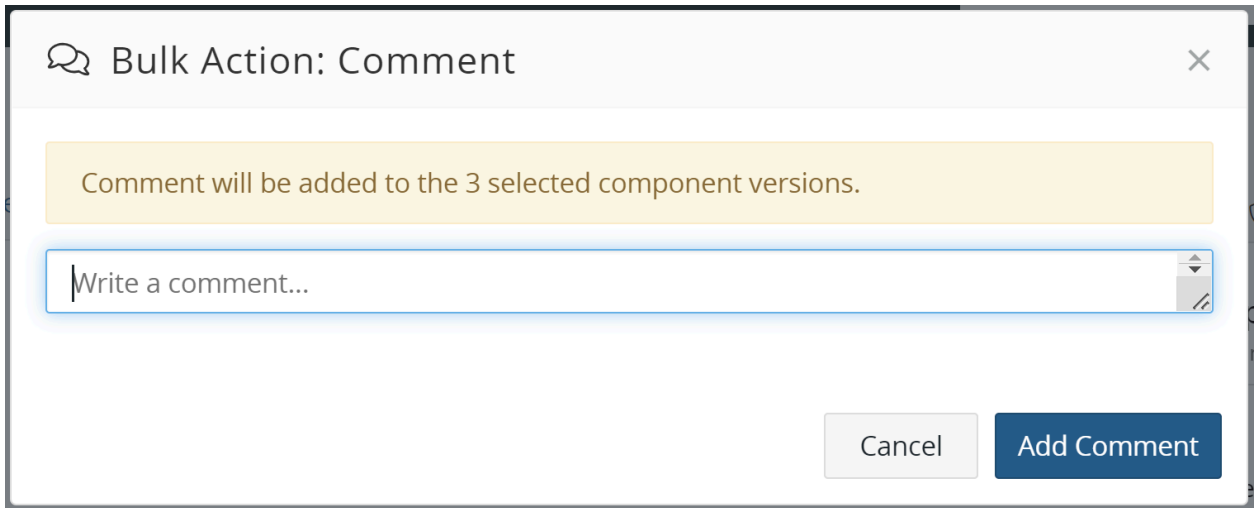 Bulk Action: Comment
Comment will be added to the 3 selected component versions.
Write a comment...
Cancel
Add Comment